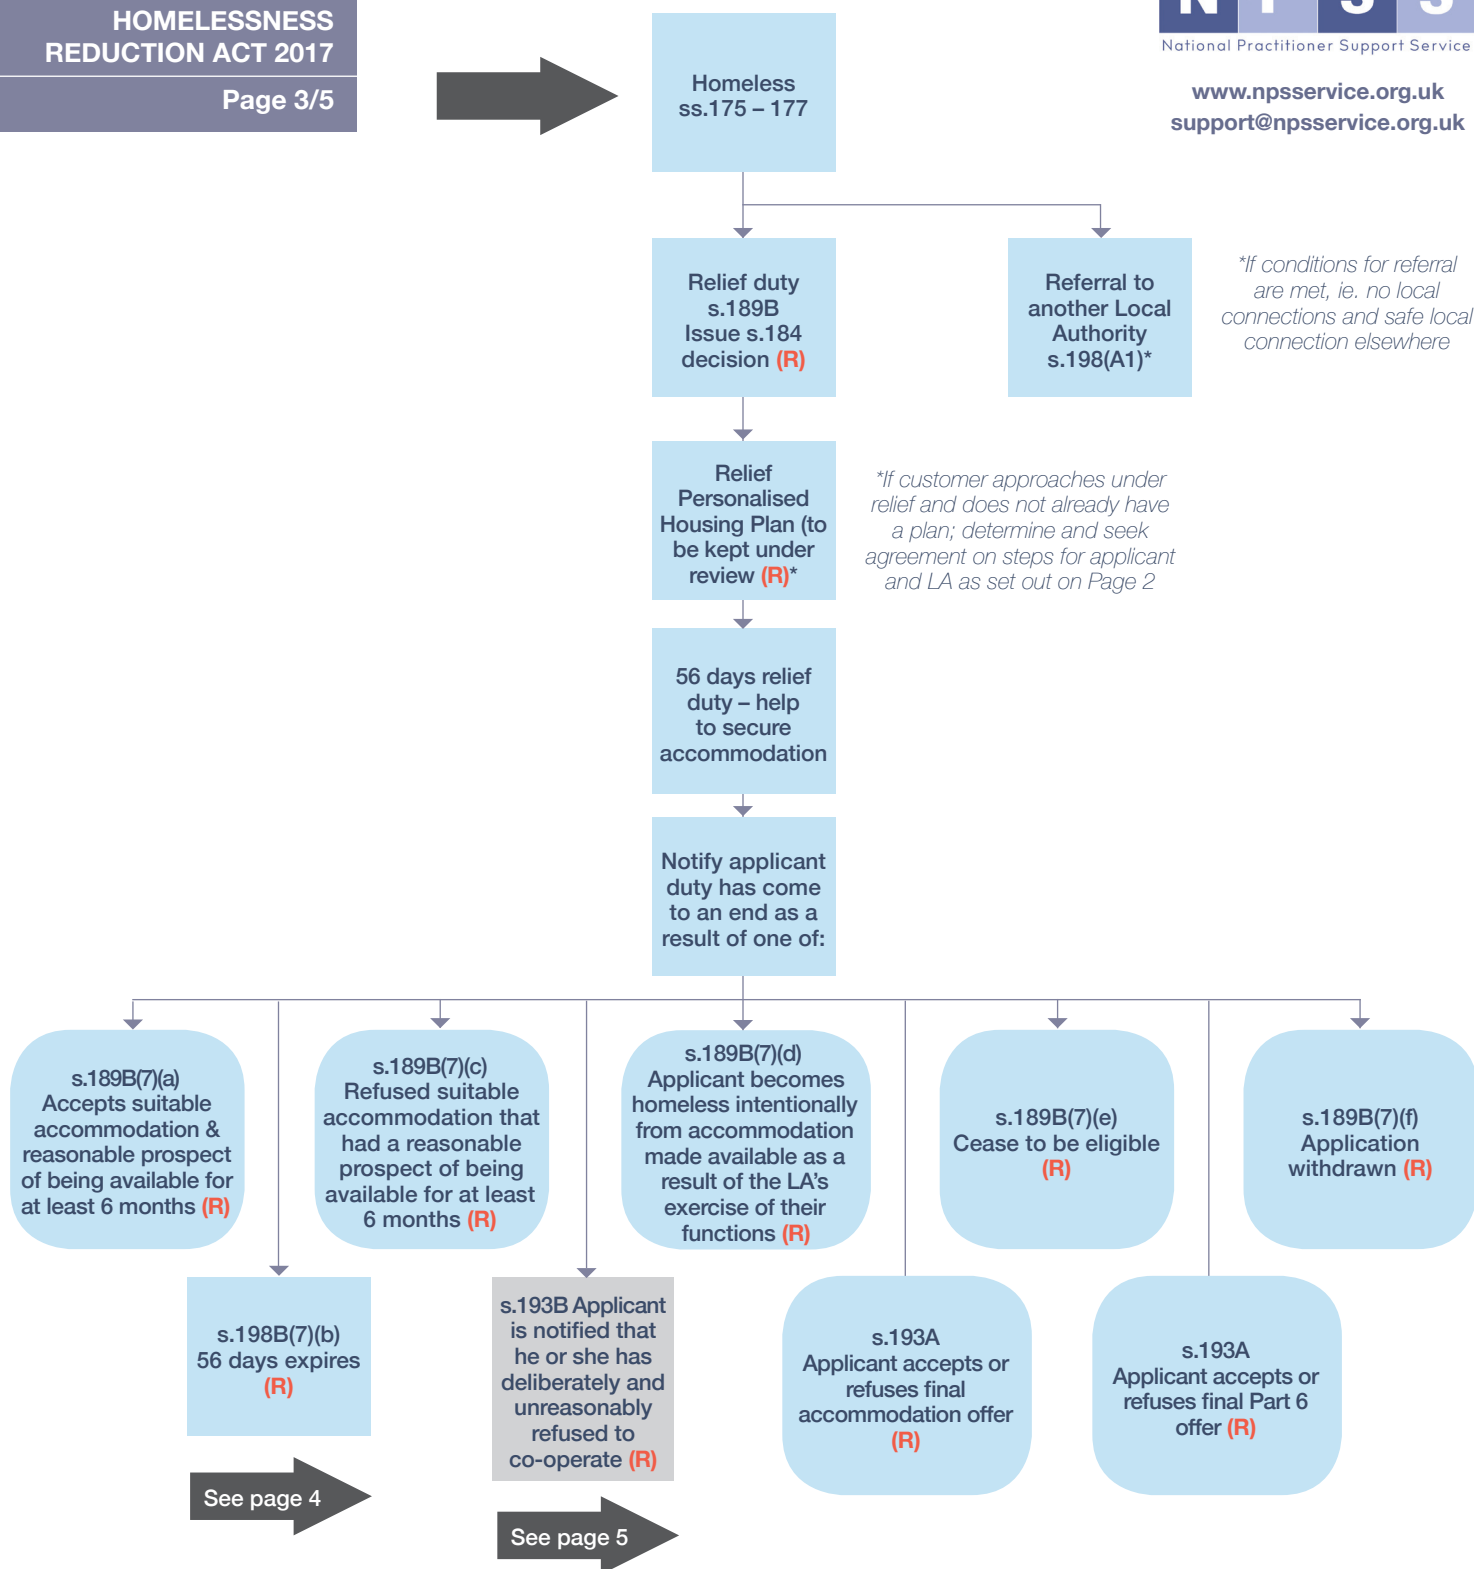 HOMELESSNESS
REDUCTION ACT 2017
Page 3/5
N P S S
National Practitioner Support Service
www.npsservice.org.uk
support@npsservice.org.uk
Homeless
ss.175 – 177
Relief duty
s.189B
Issue s.184
decision (R)
Referral to
another Local
Authority
s.198(A1)*
*If conditions for referral
are met, ie. no local
connections and safe local
connection elsewhere
Relief
Personalised
Housing Plan (to
be kept under
review (R)*
*If customer approaches under
relief and does not already have
a plan; determine and seek
agreement on steps for applicant
and LA as set out on Page 2
56 days relief
duty – help
to secure
accommodation
Notify applicant
duty has come
to an end as a
result of one of:
s.189B(7)(a)
Accepts suitable
accommodation &
reasonable prospect
of being available for
at least 6 months (R)
s.189B(7)(c)
Refused suitable
accommodation that
had a reasonable
prospect of being
available for at least
6 months (R)
s.189B(7)(d)
Applicant becomes
homeless intentionally
from accommodation
made available as a
result of the LA’s
exercise of their
functions (R)
s.189B(7)(e)
Cease to be eligible
(R)
s.189B(7)(f)
Application
withdrawn (R)
s.198B(7)(b)
56 days expires
(R)
s.193B Applicant
is notified that
he or she has
deliberately and
unreasonably
refused to
co-operate (R)
s.193A
Applicant accepts or
refuses final
accommodation offer
(R)
s.193A
Applicant accepts or
refuses final Part 6
offer (R)
See page 4
See page 5